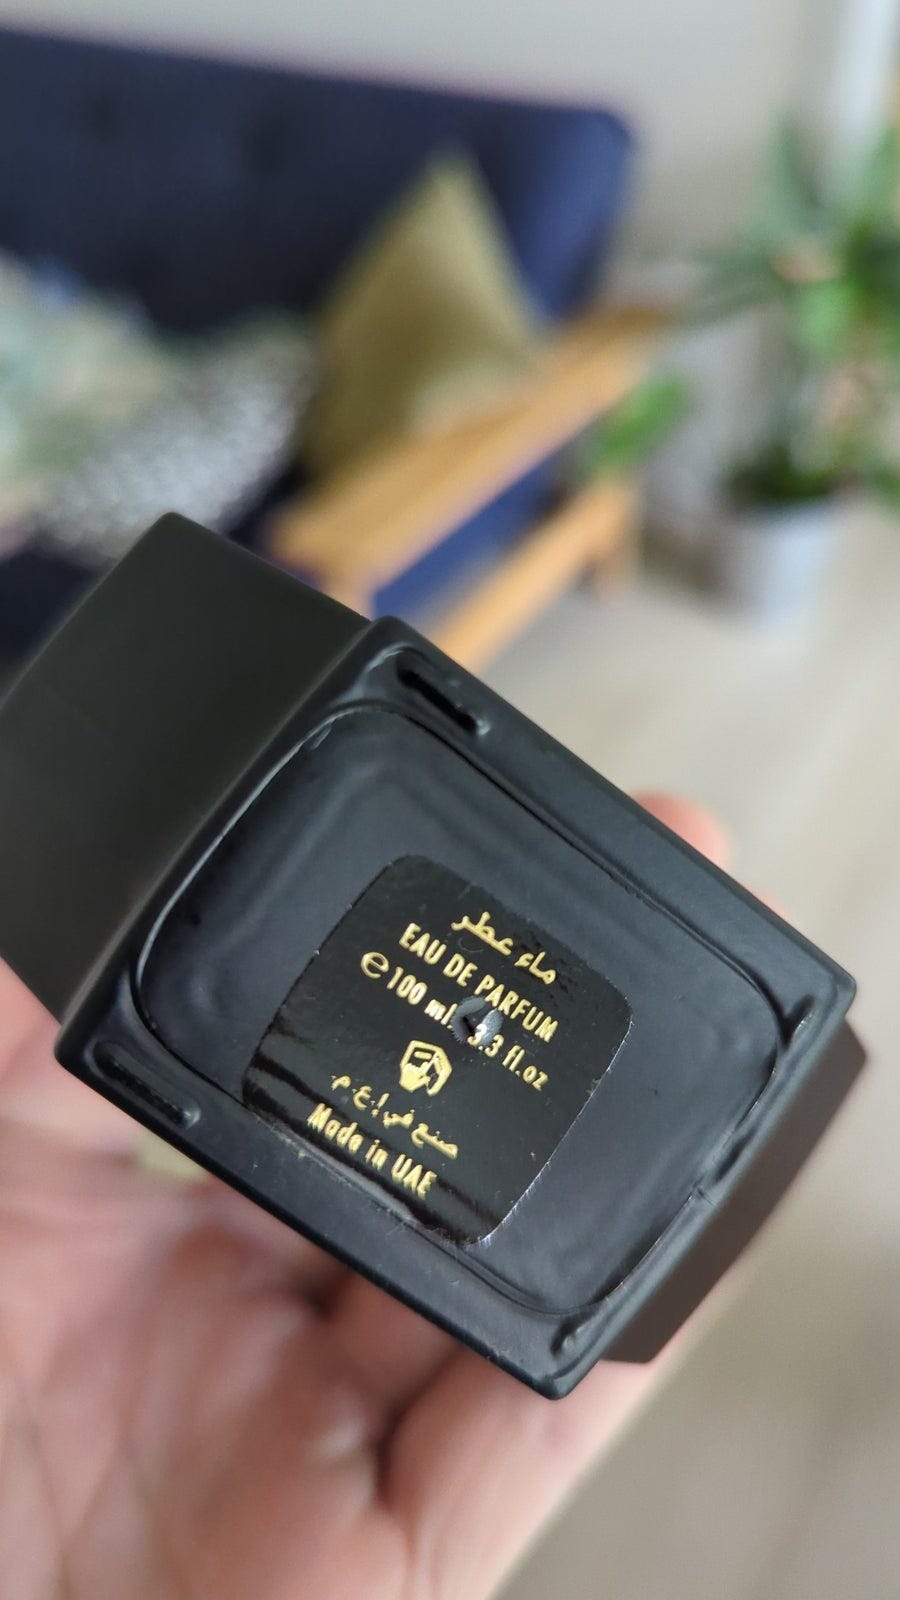 ماء عطر
EAU DE PARFUM
℮ 100 ml. 3.3 fl.oz
صنع في إ.ع.م
Made in UAE